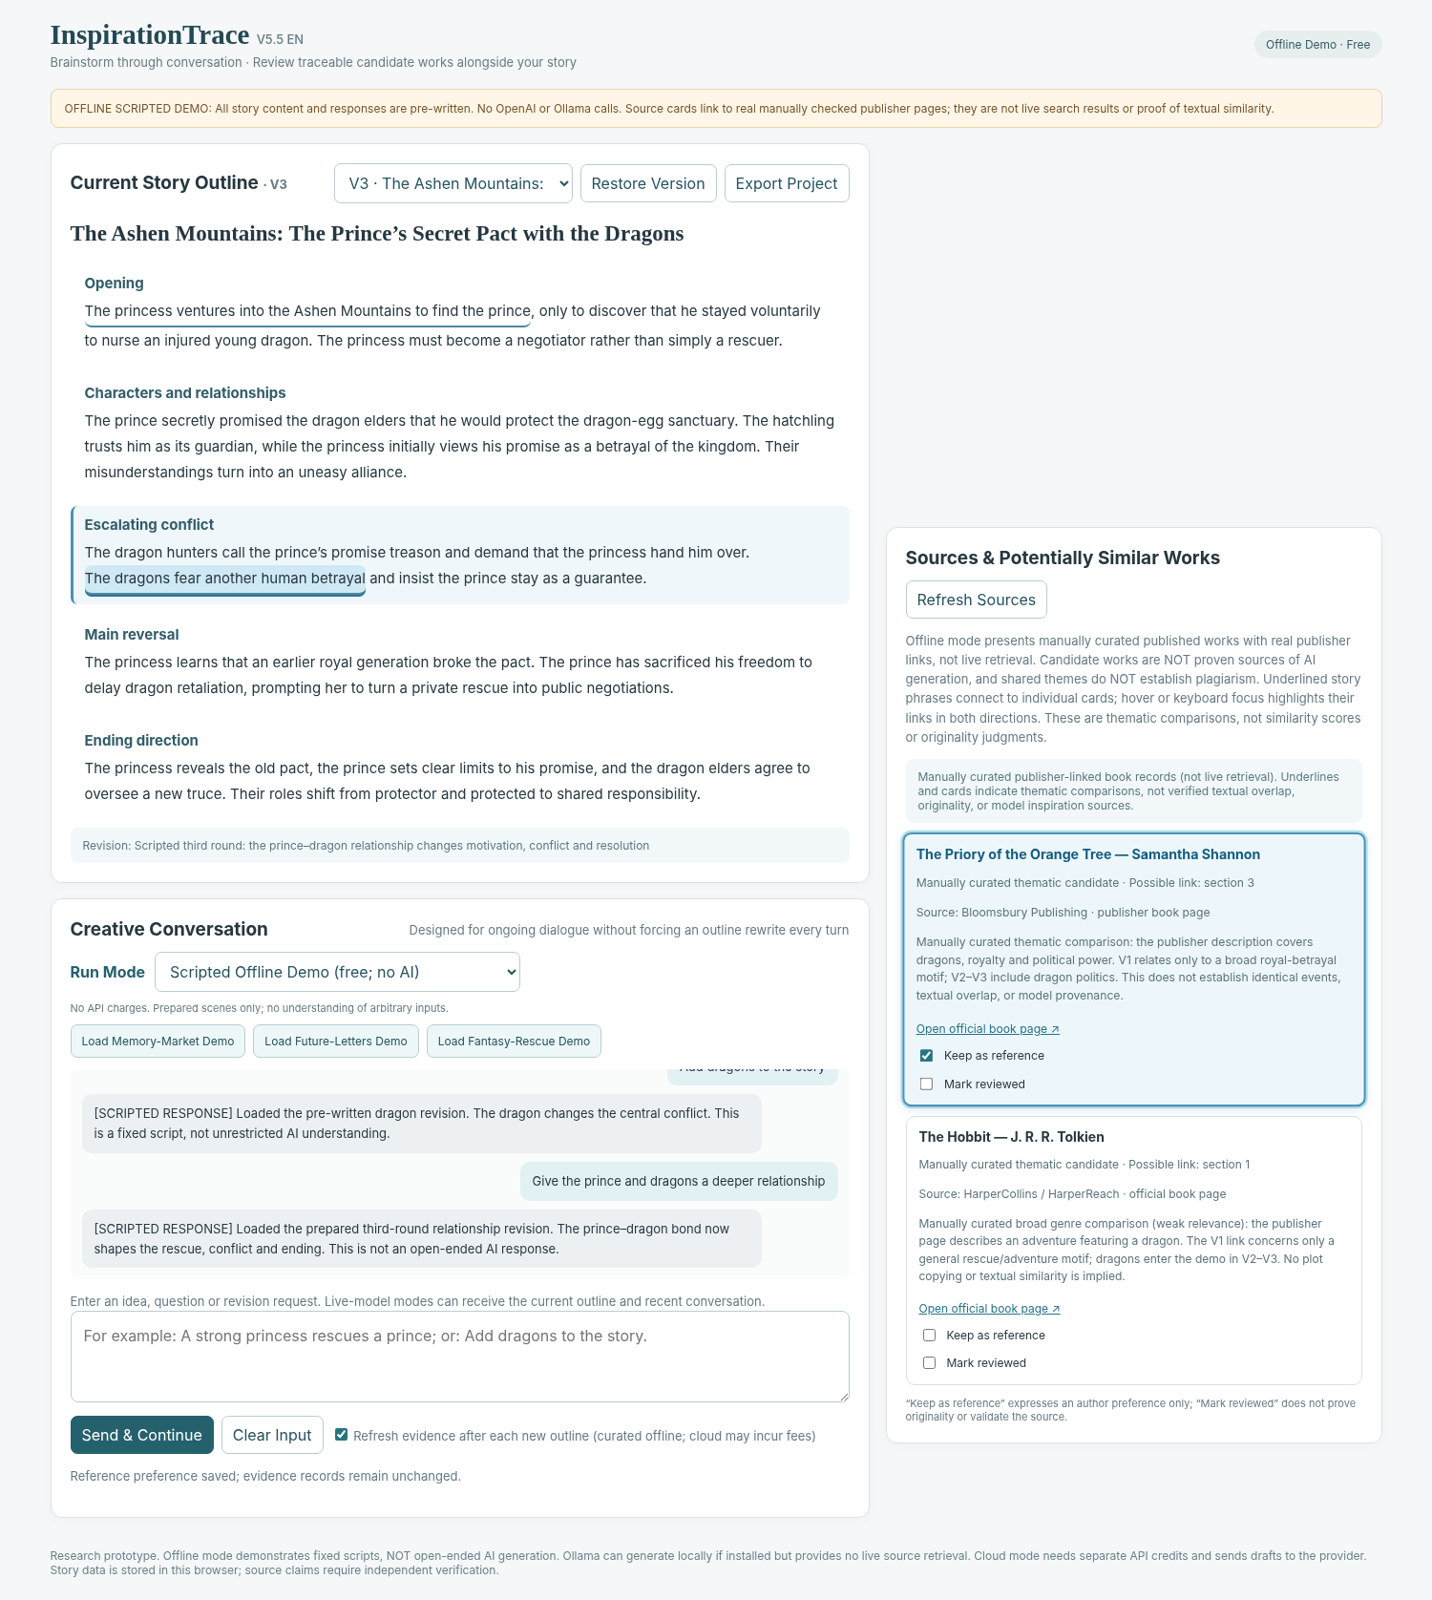 InspirationTrace V5.5 EN
Brainstorm through conversation · Review traceable candidate works alongside your story
Offline Demo · Free
OFFLINE SCRIPTED DEMO: All story content and responses are pre-written. No OpenAI or Ollama calls. Source cards link to real manually checked publisher pages; they are not live search results or proof of textual similarity.
Current Story Outline · V3
V3 · The Ashen Mountains:
Restore Version
Export Project
The Ashen Mountains: The Prince’s Secret Pact with the Dragons
Opening
The princess ventures into the Ashen Mountains to find the prince, only to discover that he stayed voluntarily
to nurse an injured young dragon. The princess must become a negotiator rather than simply a rescuer.
Characters and relationships
The prince secretly promised the dragon elders that he would protect the dragon-egg sanctuary. The hatchling
trusts him as its guardian, while the princess initially views his promise as a betrayal of the kingdom. Their
misunderstandings turn into an uneasy alliance.
Escalating conflict
The dragon hunters call the prince’s promise treason and demand that the princess hand him over.
The dragons fear another human betrayal and insist the prince stay as a guarantee.
Main reversal
The princess learns that an earlier royal generation broke the pact. The prince has sacrificed his freedom to
delay dragon retaliation, prompting her to turn a private rescue into public negotiations.
Ending direction
The princess reveals the old pact, the prince sets clear limits to his promise, and the dragon elders agree to
oversee a new truce. Their roles shift from protector and protected to shared responsibility.
Revision: Scripted third round: the prince–dragon relationship changes motivation, conflict and resolution
Creative Conversation
Designed for ongoing dialogue without forcing an outline rewrite every turn
Run Mode
Scripted Offline Demo (free; no AI)
No API charges. Prepared scenes only; no understanding of arbitrary inputs.
Load Memory-Market Demo
Load Future-Letters Demo
Load Fantasy-Rescue Demo
Add dragons to the story
[SCRIPTED RESPONSE] Loaded the pre-written dragon revision. The dragon changes the central conflict. This
is a fixed script, not unrestricted AI understanding.
Give the prince and dragons a deeper relationship
[SCRIPTED RESPONSE] Loaded the prepared third-round relationship revision. The prince–dragon bond now
shapes the rescue, conflict and ending. This is not an open-ended AI response.
Enter an idea, question or revision request. Live-model modes can receive the current outline and recent conversation.
For example: A strong princess rescues a prince; or: Add dragons to the story.
Send & Continue
Clear Input
Refresh evidence after each new outline (curated offline; cloud may incur fees)
Reference preference saved; evidence records remain unchanged.
Sources & Potentially Similar Works
Refresh Sources
Offline mode presents manually curated published works with real publisher
links, not live retrieval. Candidate works are NOT proven sources of AI
generation, and shared themes do NOT establish plagiarism. Underlined story
phrases connect to individual cards; hover or keyboard focus highlights their
links in both directions. These are thematic comparisons, not similarity scores
or originality judgments.
Manually curated publisher-linked book records (not live retrieval). Underlines
and cards indicate thematic comparisons, not verified textual overlap,
originality, or model inspiration sources.
The Priory of the Orange Tree — Samantha Shannon
Manually curated thematic candidate · Possible link: section 3
Source: Bloomsbury Publishing · publisher book page
Manually curated thematic comparison: the publisher description covers
dragons, royalty and political power. V1 relates only to a broad royal-betrayal
motif; V2–V3 include dragon politics. This does not establish identical events,
textual overlap, or model provenance.
Open official book page ↗
Keep as reference
Mark reviewed
The Hobbit — J. R. R. Tolkien
Manually curated thematic candidate · Possible link: section 1
Source: HarperCollins / HarperReach · official book page
Manually curated broad genre comparison (weak relevance): the publisher
page describes an adventure featuring a dragon. The V1 link concerns only a
general rescue/adventure motif; dragons enter the demo in V2–V3. No plot
copying or textual similarity is implied.
Open official book page ↗
Keep as reference
Mark reviewed
“Keep as reference” expresses an author preference only; “Mark reviewed” does not prove
originality or validate the source.
Research prototype. Offline mode demonstrates fixed scripts, NOT open-ended AI generation. Ollama can generate locally if installed but provides no live source retrieval. Cloud mode needs separate API credits and sends drafts to the provider.
Story data is stored in this browser; source claims require independent verification.